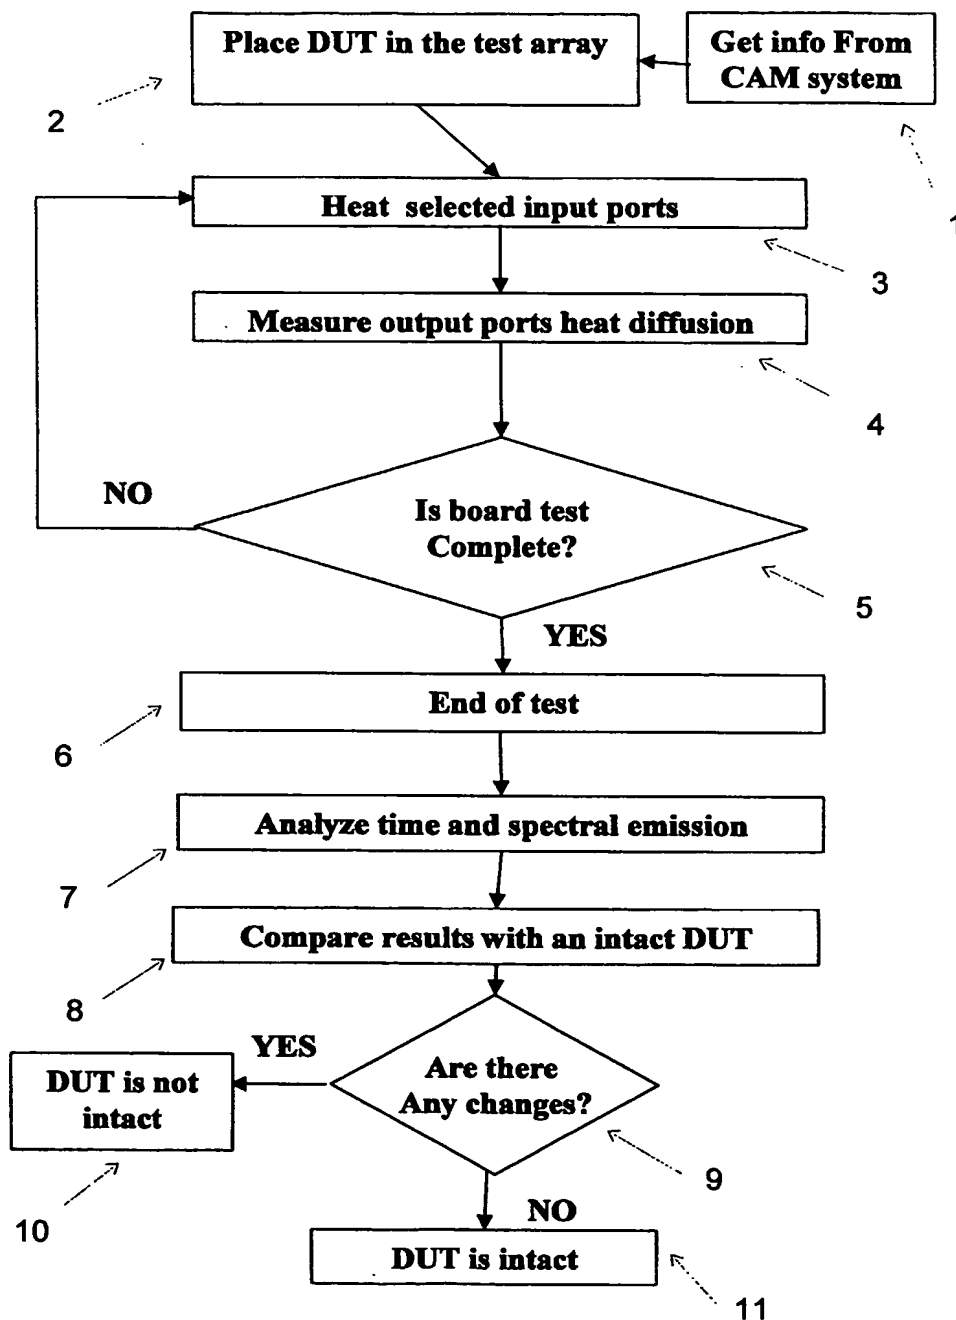 Place DUT in the test array
Get info From
CAM system
2
1
Heat selected input ports
3
Measure output ports heat diffusion
4
NO
Is board test
Complete?
5
YES
End of test
6
Analyze time and spectral emission
7
Compare results with an intact DUT
8
YES
Are there
Any changes?
DUT is not
intact
9
10
NO
DUT is intact
11